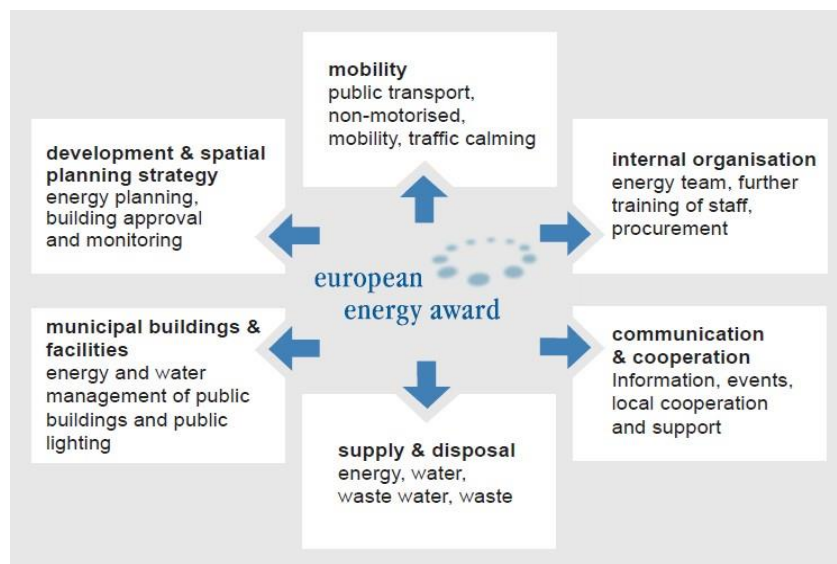 mobility
public transport,
non-motorised,
mobility, traffic calming
development & spatial
planning strategy
energy planning,
building approval
and monitoring
internal organisation
energy team, further
training of staff,
procurement
european
energy award
municipal buildings &
facilities
energy and water
management of public
buildings and public
lighting
communication
& cooperation
Information, events,
local cooperation
and support
supply & disposal
energy, water,
waste water, waste